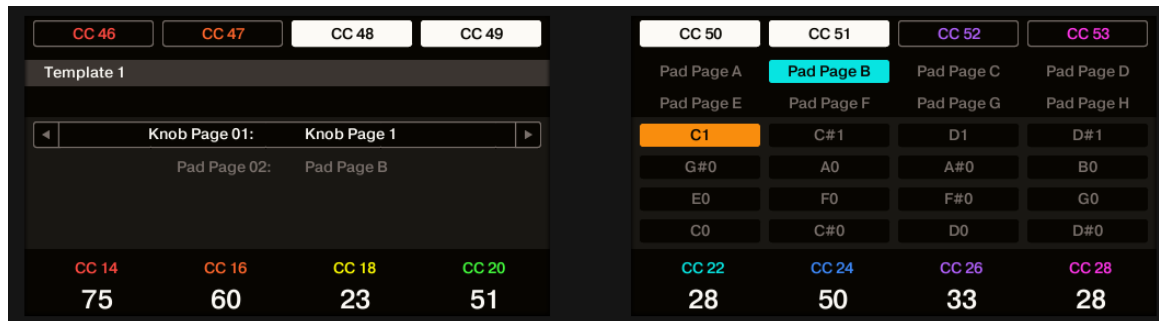 CC 46 CC 47 CC 48 CC 49
Template 1
Knob Page 01: Knob Page 1
Pad Page 02: Pad Page B
CC 14 CC 16 CC 18 CC 20
75 60 23 51
CC 50 CC 51 CC 52 CC 53
Pad Page A Pad Page B Pad Page C Pad Page D
Pad Page E Pad Page F Pad Page G Pad Page H
C1 C#1 D1 D#1
G#0 A0 A#0 B0
E0 F0 F#0 G0
C0 C#0 D0 D#0
CC 22 CC 24 CC 26 CC 28
28 50 33 28